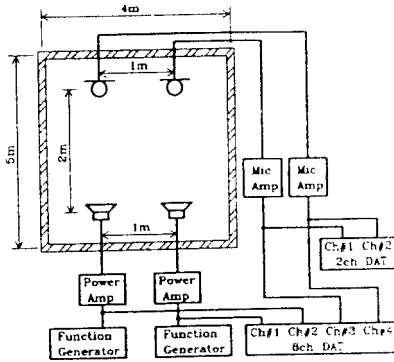 4m
1m
5m
2m
Mic Amp
Mic Amp
1m
Ch#1 Ch#2
2ch DAT
Power Amp
Power Amp
Ch#1 Ch#2 Ch#3 Ch#4
8ch DAT
Function Generator
Function Generator